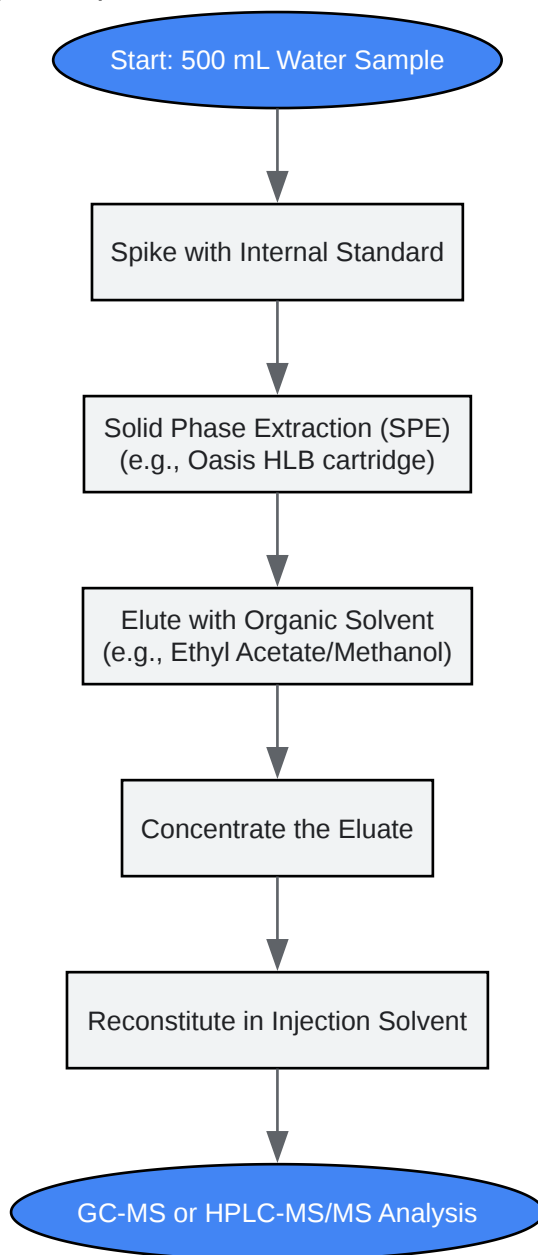 Start: 500 mL Water Sample
Spike with Internal Standard
Solid Phase Extraction (SPE)
(e.g., Oasis HLB cartridge)
Elute with Organic Solvent
(e.g., Ethyl Acetate/Methanol)
Concentrate the Eluate
Reconstitute in Injection Solvent
GC-MS or HPLC-MS/MS Analysis